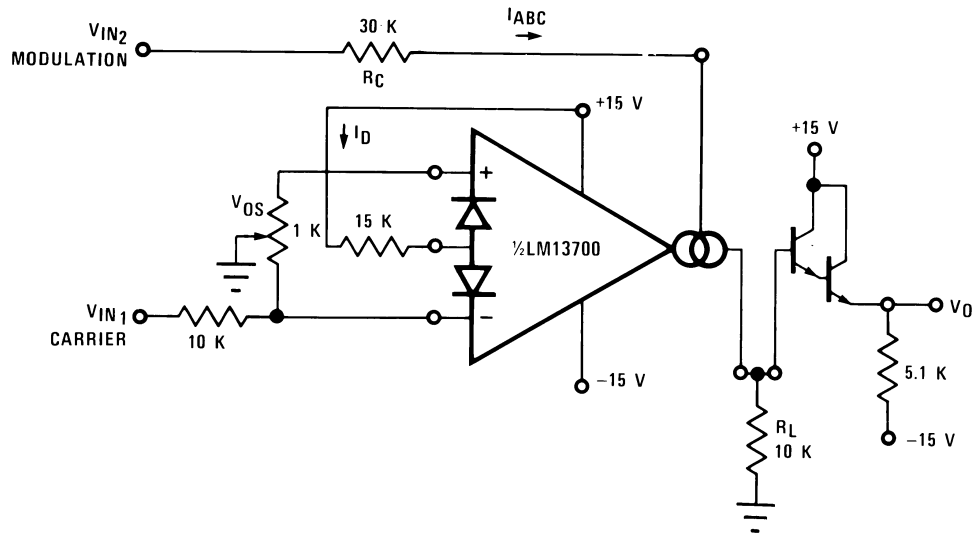 VIN2
MODULATION
30 K
RC
IABC
+15 V
ID
+15 V
VOS
1 K
15 K
+
½LM13700
VIN1
CARRIER
10 K
−
−15 V
VO
5.1 K
−15 V
RL
10 K